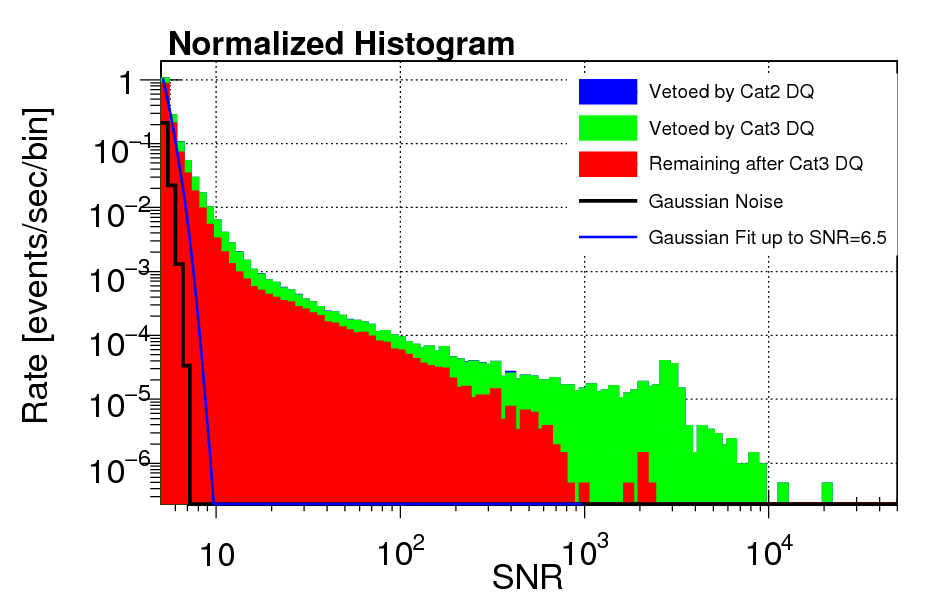 Normalized Histogram
Rate [events/sec/bin]
1
10⁻¹
10⁻²
10⁻³
10⁻⁴
10⁻⁵
10⁻⁶
Vetoed by Cat2 DQ
Vetoed by Cat3 DQ
Remaining after Cat3 DQ
Gaussian Noise
Gaussian Fit up to SNR=6.5
10 10² 10³ 10⁴
SNR